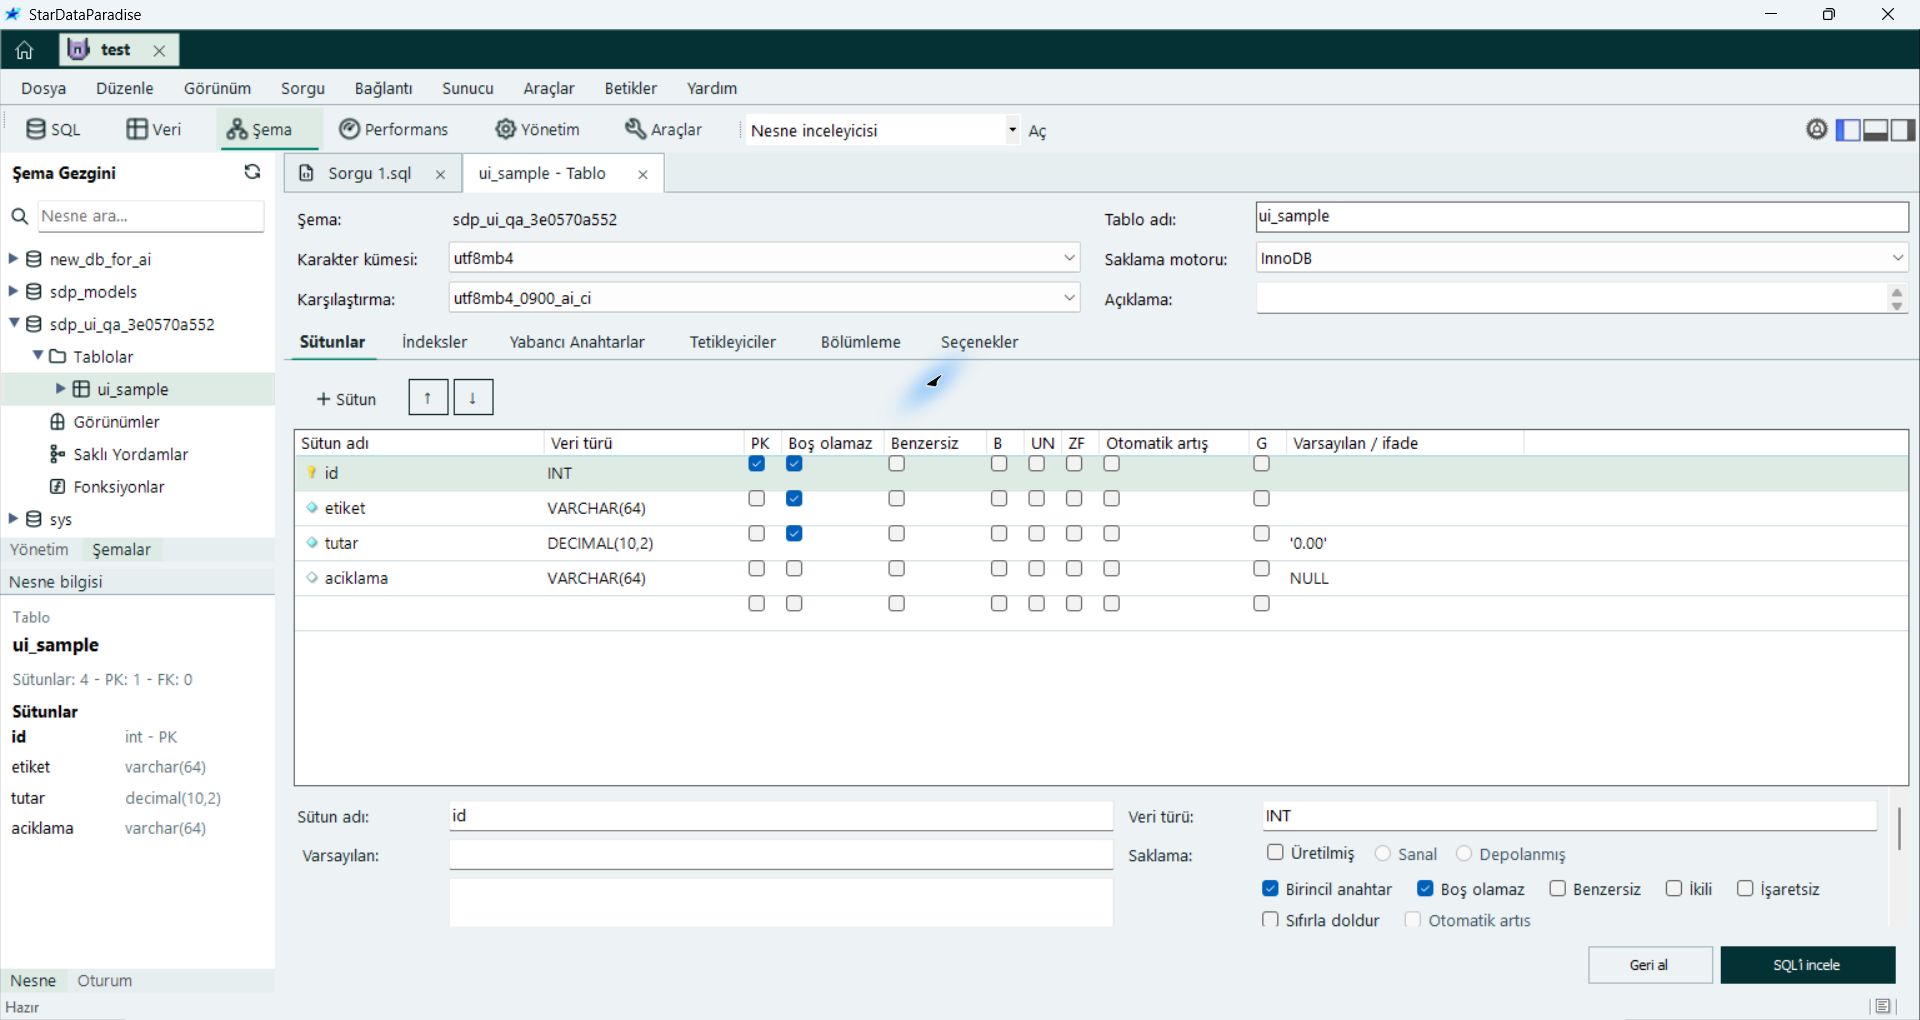 StarDataParadise
test
Dosya Düzenle Görünüm Sorgu Bağlantı Sunucu Araçlar Betikler Yardım
SQL Veri Şema Performans Yönetim Araçlar Nesne inceleyicisi Aç
Şema Gezgini
Nesne ara...
new_db_for_ai
sdp_models
sdp_ui_qa_3e0570a552
Tablolar
ui_sample
Görünümler
Saklı Yordamlar
Fonksiyonlar
sys
Yönetim Şemalar
Nesne bilgisi
Tablo
ui_sample
Sütunlar: 4 - PK: 1 - FK: 0
Sütunlar
id int - PK
etiket varchar(64)
tutar decimal(10,2)
aciklama varchar(64)
Nesne Oturum
Hazır
Sorgu 1.sql ui_sample - Tablo
Şema: sdp_ui_qa_3e0570a552 Tablo adı: ui_sample
Karakter kümesi: utf8mb4 Saklama motoru: InnoDB
Karşılaştırma: utf8mb4_0900_ai_ci Açıklama:
Sütunlar İndeksler Yabancı Anahtarlar Tetikleyiciler Bölümleme Seçenekler
+ Sütun ↑ ↓
Sütun adı Veri türü PK Boş olamaz Benzersiz B UN ZF Otomatik artış G Varsayılan / ifade
id INT
etiket VARCHAR(64)
tutar DECIMAL(10,2) '0.00'
aciklama VARCHAR(64) NULL
Sütun adı: id Veri türü: INT
Varsayılan: Saklama: Üretilmiş Sanal Depolanmış
Birincil anahtar Boş olamaz Benzersiz İkili İşaretsiz
Sıfırla doldur Otomatik artıs
Geri al SQL'i incele